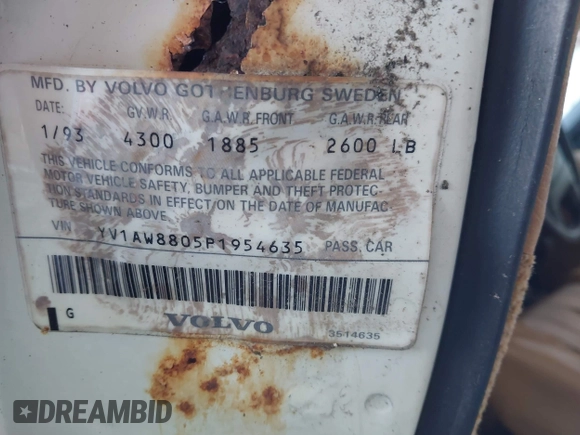 MFD. BY VOLVO GOTHENBURG SWEDEN
DATE: G.V.W.R. G.A.W.R.FRONT G.A.W.R.REAR
1/93 4300 1885 2600 LB
THIS VEHICLE CONFORMS TO ALL APPLICABLE FEDERAL
MOTOR VEHICLE SAFETY, BUMPER AND THEFT PROTEC-
TION STANDARDS IN EFFECT ON THE DATE OF MANUFAC-
TURE SHOWN ABOVE.
VIN YV1AW8805P1954635 PASS. CAR
G VOLVO 3514635
DREAMBID